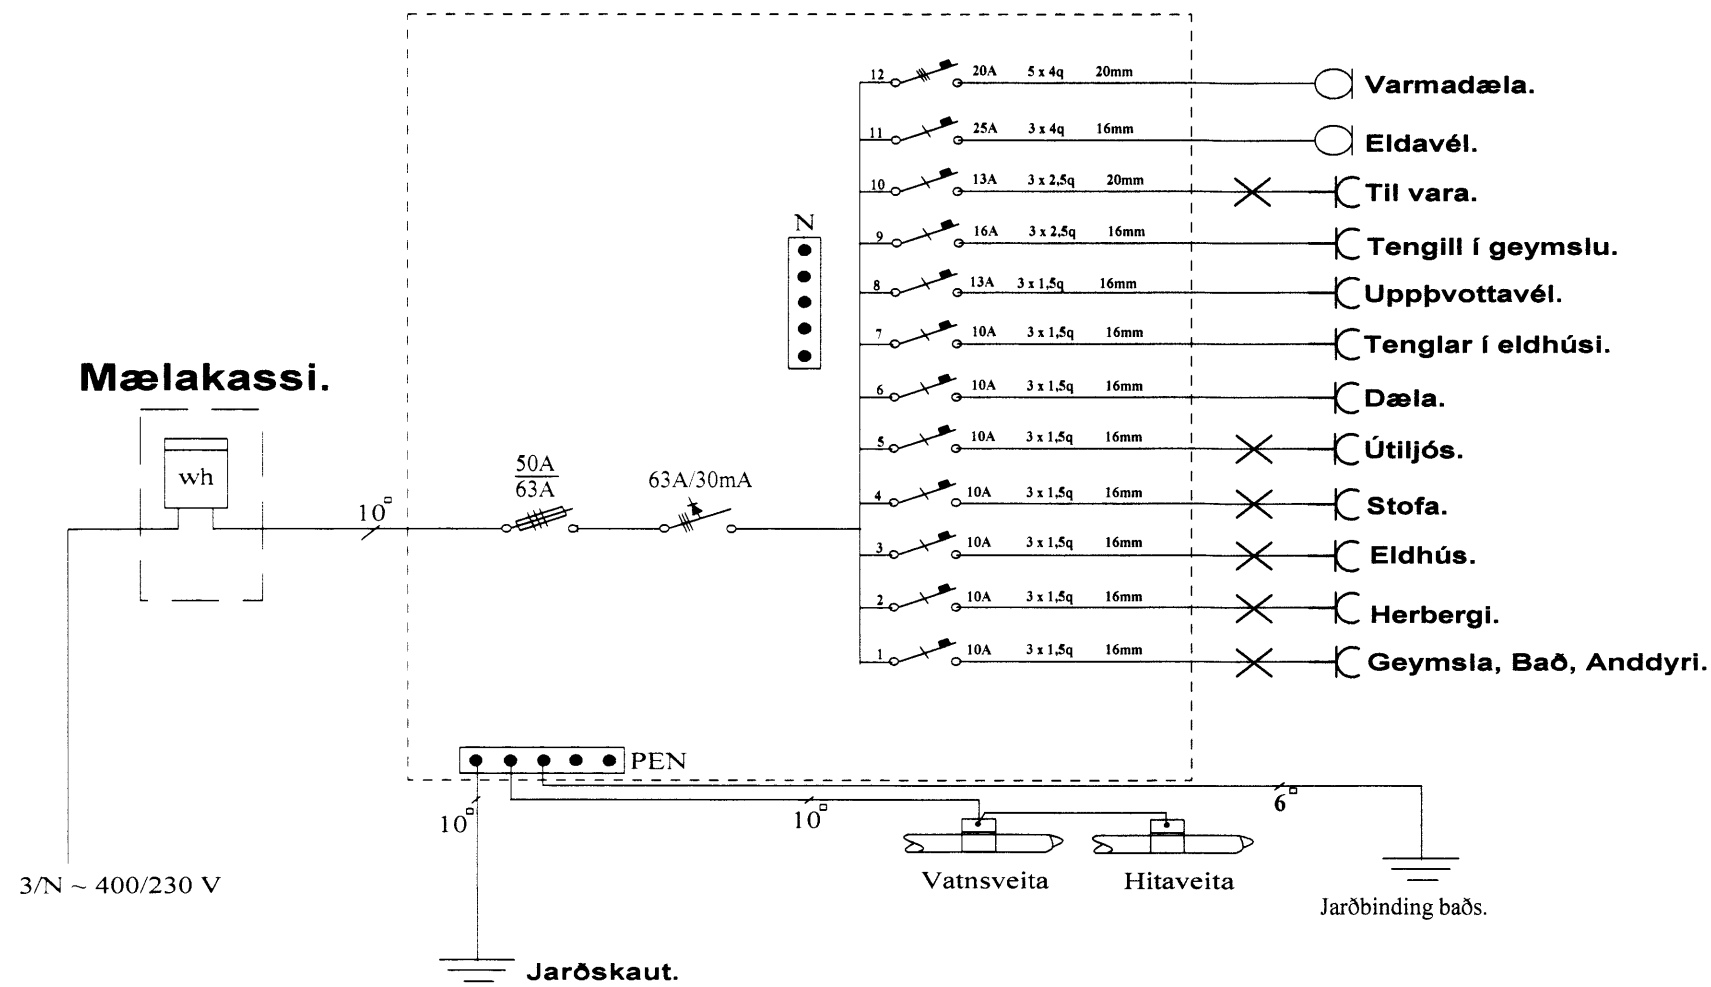 12 20A 5 x 4q 20mm Varmadæla.
11 25A 3 x 4q 16mm Eldavél.
10 13A 3 x 2,5q 20mm Til vara.
N
9 16A 3 x 2,5q 16mm Tengill í geymslu.
8 13A 3 x 1,5q 16mm Uppþvottavél.
7 10A 3 x 1,5q 16mm Tenglar í eldhúsi.
Mælakassi.
6 10A 3 x 1,5q 16mm Dæla.
5 10A 3 x 1,5q 16mm Útiljós.
wh
50A
63A
63A/30mA
4 10A 3 x 1,5q 16mm Stofa.
10□
3 10A 3 x 1,5q 16mm Eldhús.
2 10A 3 x 1,5q 16mm Herbergi.
1 10A 3 x 1,5q 16mm Geymsla, Bað, Anddyri.
PEN
10□
10□
6□
3/N ~ 400/230 V
Vatnsveita
Hitaveita
Jarðbinding baðs.
Jarðskaut.